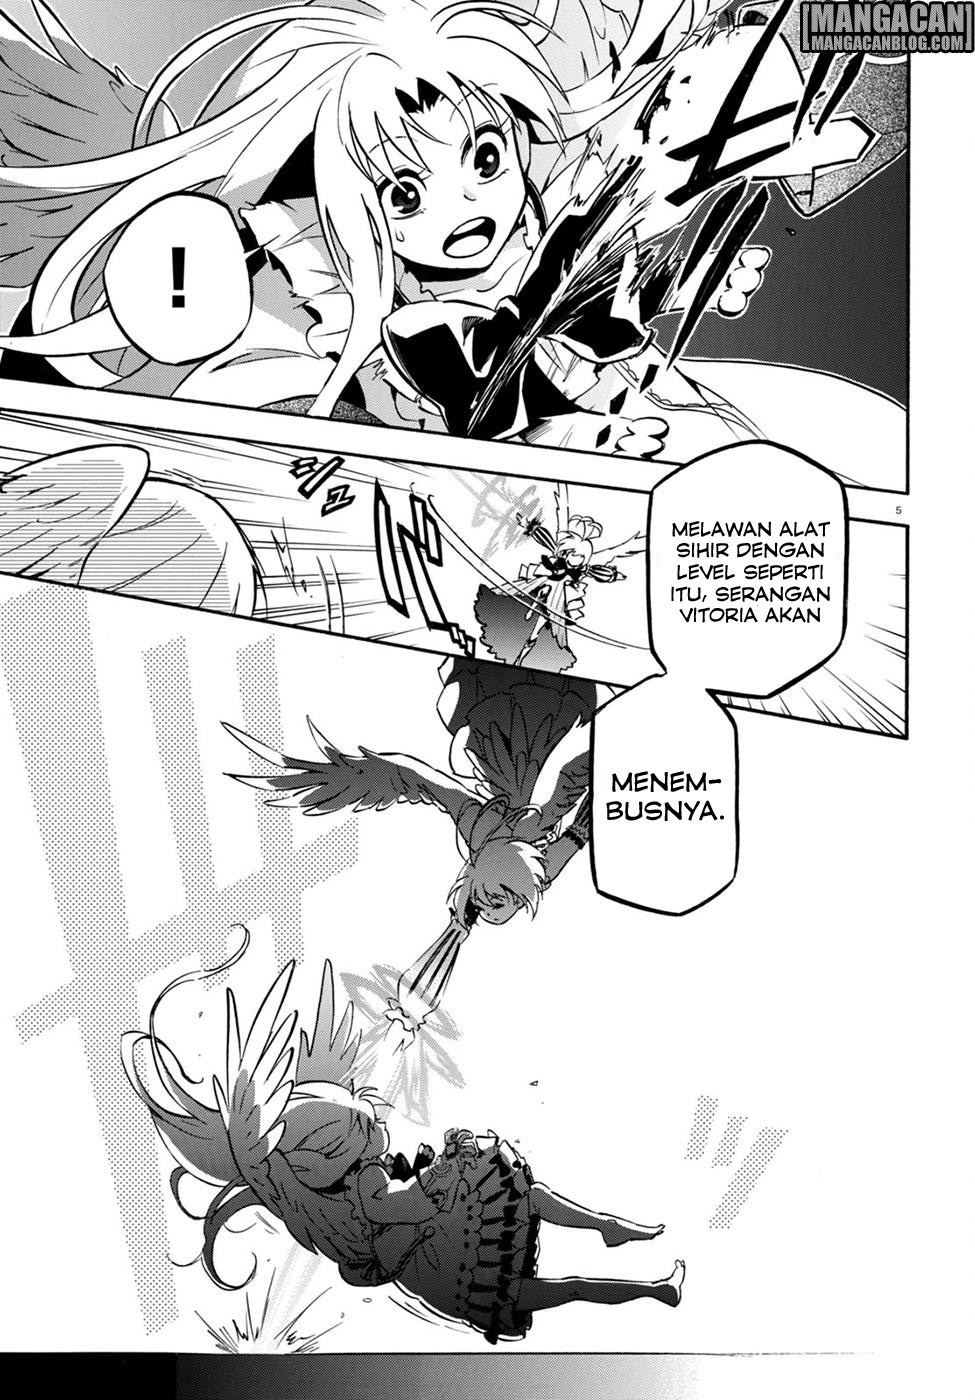 [MANGACAN]
MANGACANBLOG.COM
!
5
MELAWAN ALAT
SIHIR DENGAN
LEVEL SEPERTI
ITU, SERANGAN
VITORIA AKAN
MENEM-
BUSNYA.